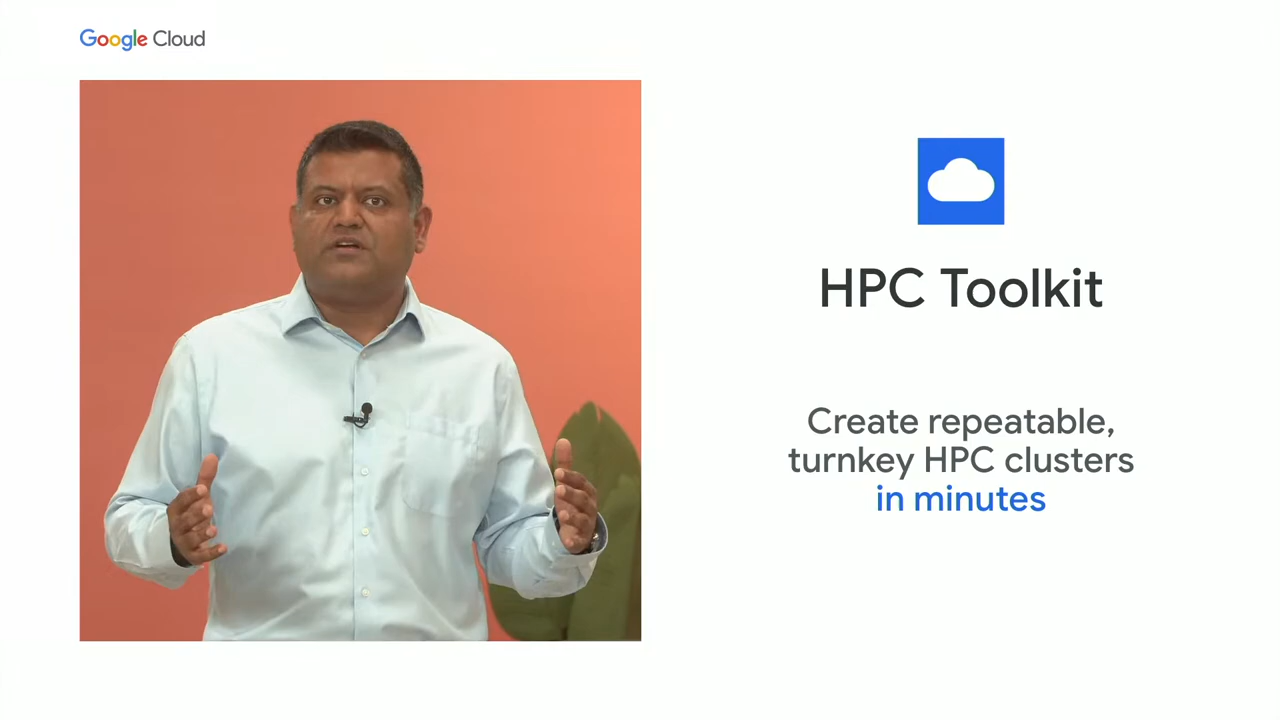 Google Cloud
HPC Toolkit
Create repeatable,
turnkey HPC clusters
in minutes